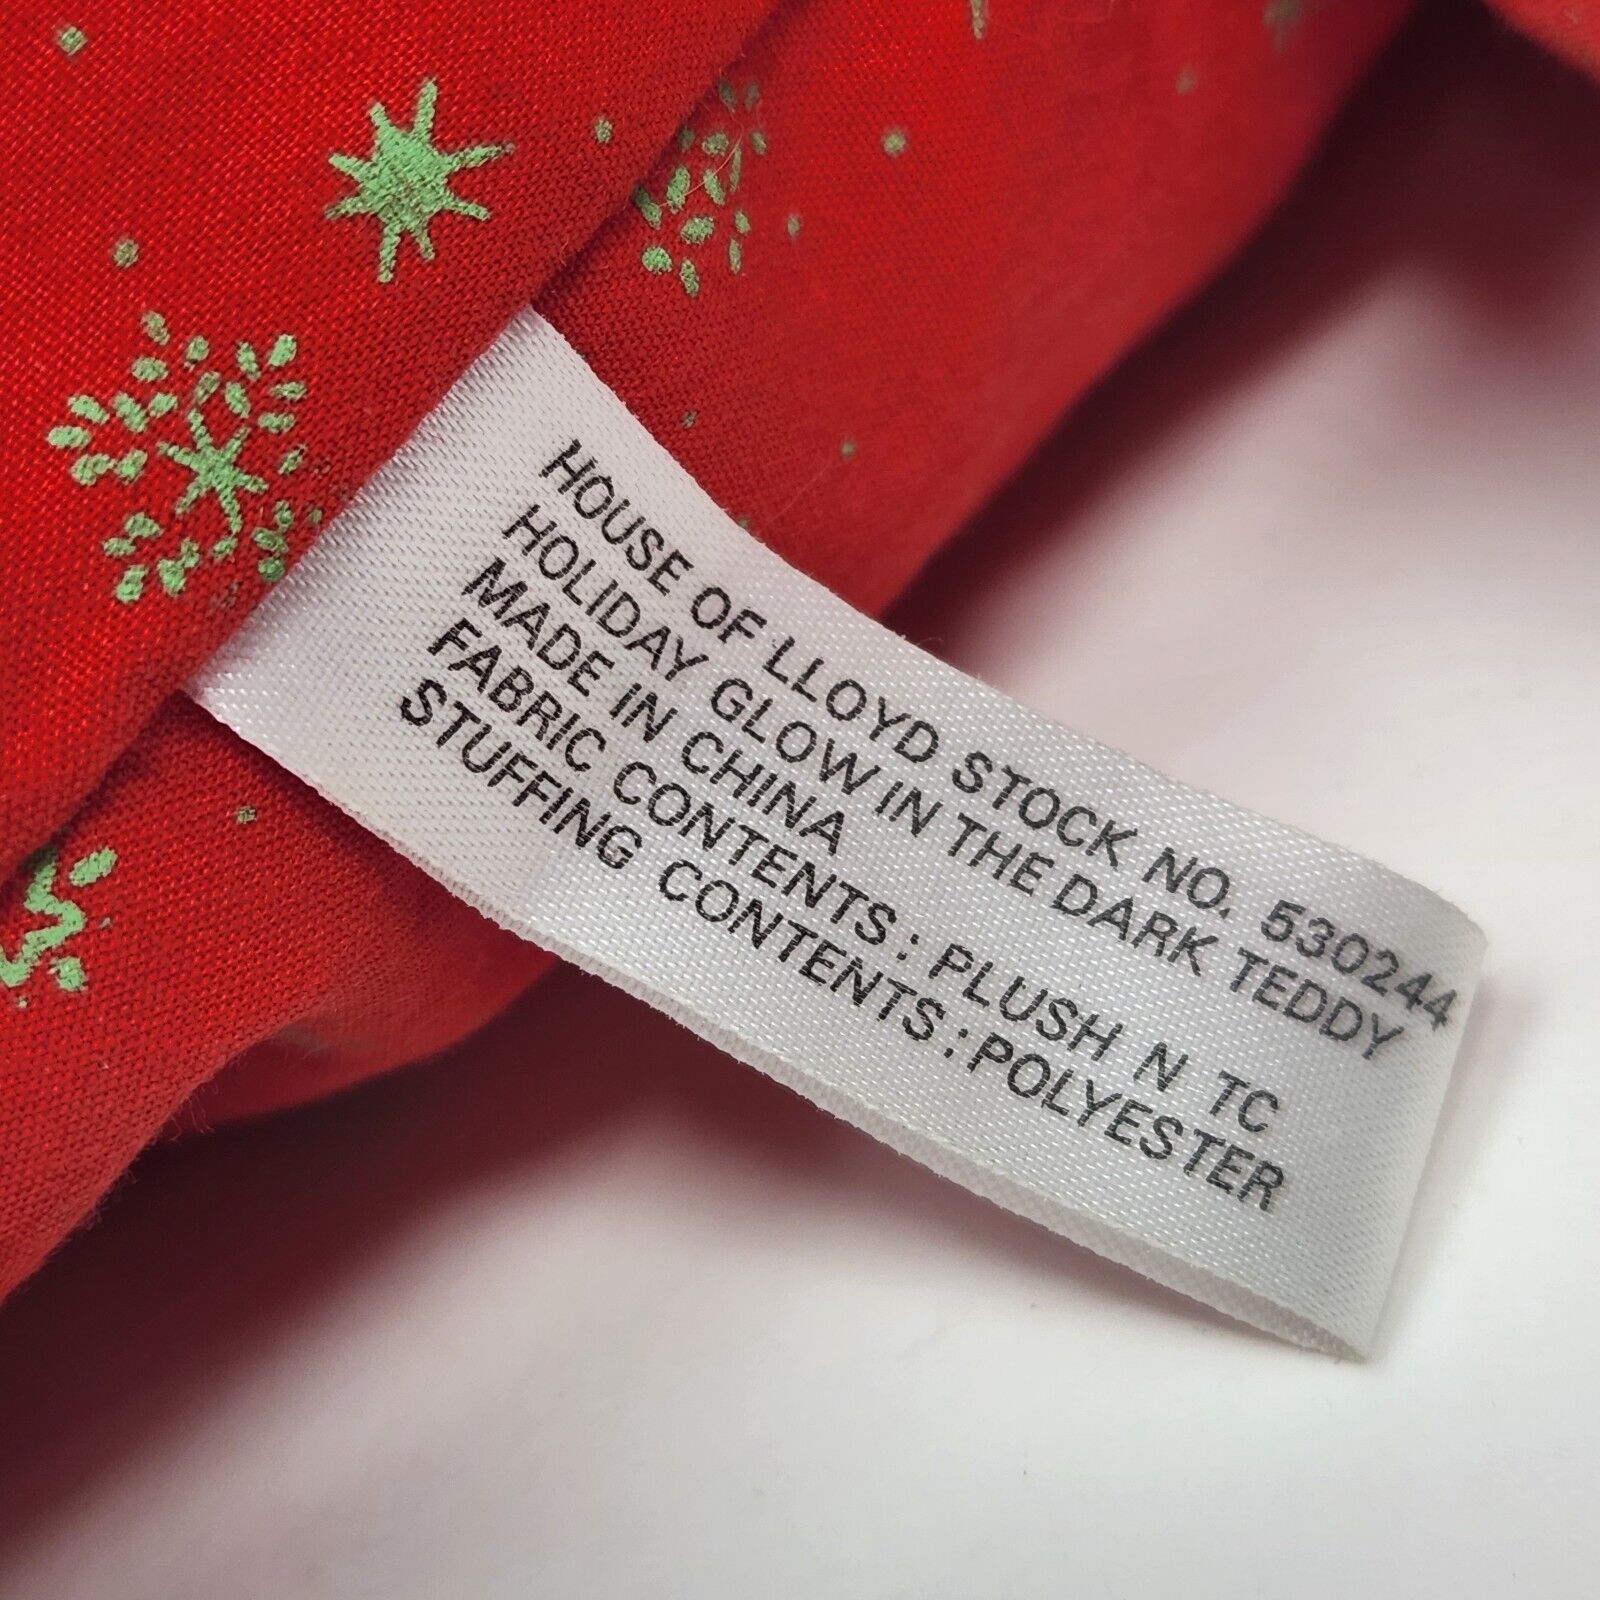 HOUSE OF LLOYD STOCK NO. 530244
HOLIDAY GLOW IN THE DARK TEDDY
MADE IN CHINA
FABRIC CONTENTS : PLUSH N TC
STUFFING CONTENTS : POLYESTER